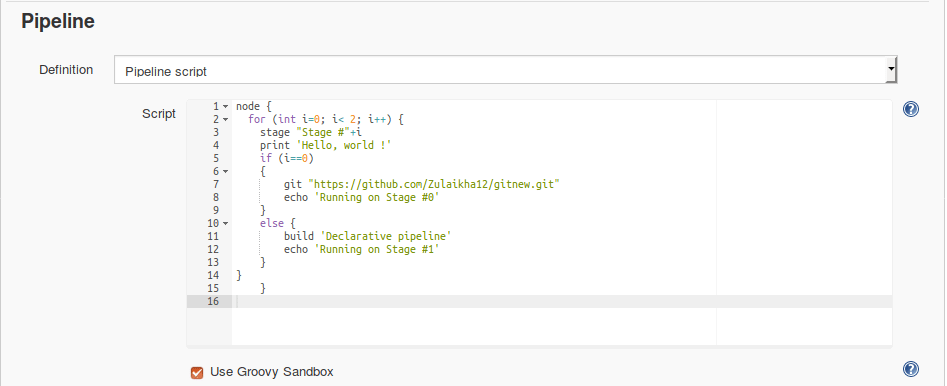 Pipeline
Definition
Pipeline script
Script
1 node {
2 for (int i=0; i< 2; i++) {
3 stage "Stage #"+i
4 print 'Hello, world !'
5 if (i==0)
6 {
7 git "https://github.com/Zulaikha12/gitnew.git"
8 echo 'Running on Stage #0'
9 }
10 else {
11 build 'Declarative pipeline'
12 echo 'Running on Stage #1'
13 }
14 }
15 }
16
Use Groovy Sandbox